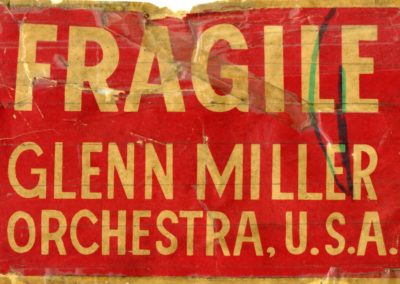 FRAGILE
GLENN MILLER
ORCHESTRA, U.S.A.